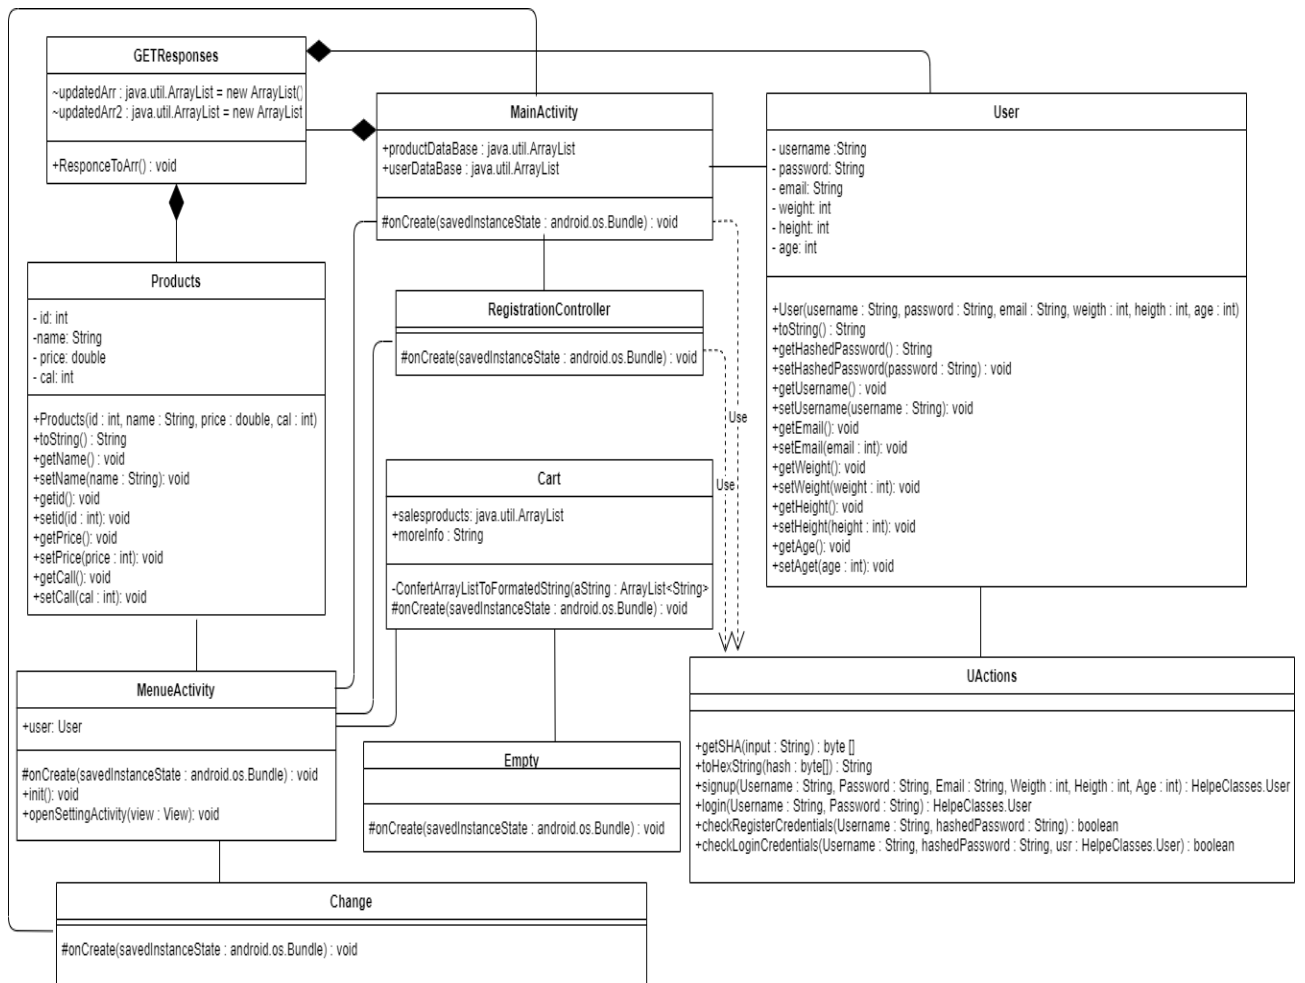 GETResponses
~updatedArr : java.util.ArrayList = new ArrayList()
~updatedArr2 : java.util.ArrayList = new ArrayList
+ResponceToArr() : void
MainActivity
+productDataBase : java.util.ArrayList
+userDataBase : java.util.ArrayList
#onCreate(savedInstanceState : android.os.Bundle) : void
User
- username :String
- password: String
- email: String
- weight: int
- height: int
- age: int
+User(username : String, password : String, email : String, weigth : int, heigth : int, age : int)
+toString() : String
+getHashedPassword() : String
+setHashedPassword(password : String) : void
+getUsername() : void
+setUsername(username : String): void
+getEmail(): void
+setEmail(email : int): void
+getWeight(): void
+setWeight(weight : int): void
+getHeight(): void
+setHeight(height : int): void
+getAge(): void
+setAget(age : int): void
Products
- id: int
-name: String
- price: double
- cal: int
+Products(id : int, name : String, price : double, cal : int)
+toString() : String
+getName() : void
+setName(name : String): void
+getid(): void
+setid(id : int): void
+getPrice(): void
+setPrice(price : int): void
+getCall(): void
+setCall(cal : int): void
RegistrationController
#onCreate(savedInstanceState : android.os.Bundle) : void
Use
Use
Cart
+salesproducts: java.util.ArrayList
+moreInfo : String
-ConfertArrayListToFormatedString(aString : ArrayList<String>
#onCreate(savedInstanceState : android.os.Bundle) : void
MenueActivity
+user: User
#onCreate(savedInstanceState : android.os.Bundle) : void
+init(): void
+openSettingActivity(view : View): void
Empty
#onCreate(savedInstanceState : android.os.Bundle) : void
UActions
+getSHA(input : String) : byte []
+toHexString(hash : byte[]) : String
+signup(Username : String, Password : String, Email : String, Weigth : int, Heigth : int, Age : int) : HelpeClasses.User
+login(Username : String, Password : String) : HelpeClasses.User
+checkRegisterCredentials(Username : String, hashedPassword : String) : boolean
+checkLoginCredentials(Username : String, hashedPassword : String, usr : HelpeClasses.User) : boolean
Change
#onCreate(savedInstanceState : android.os.Bundle) : void